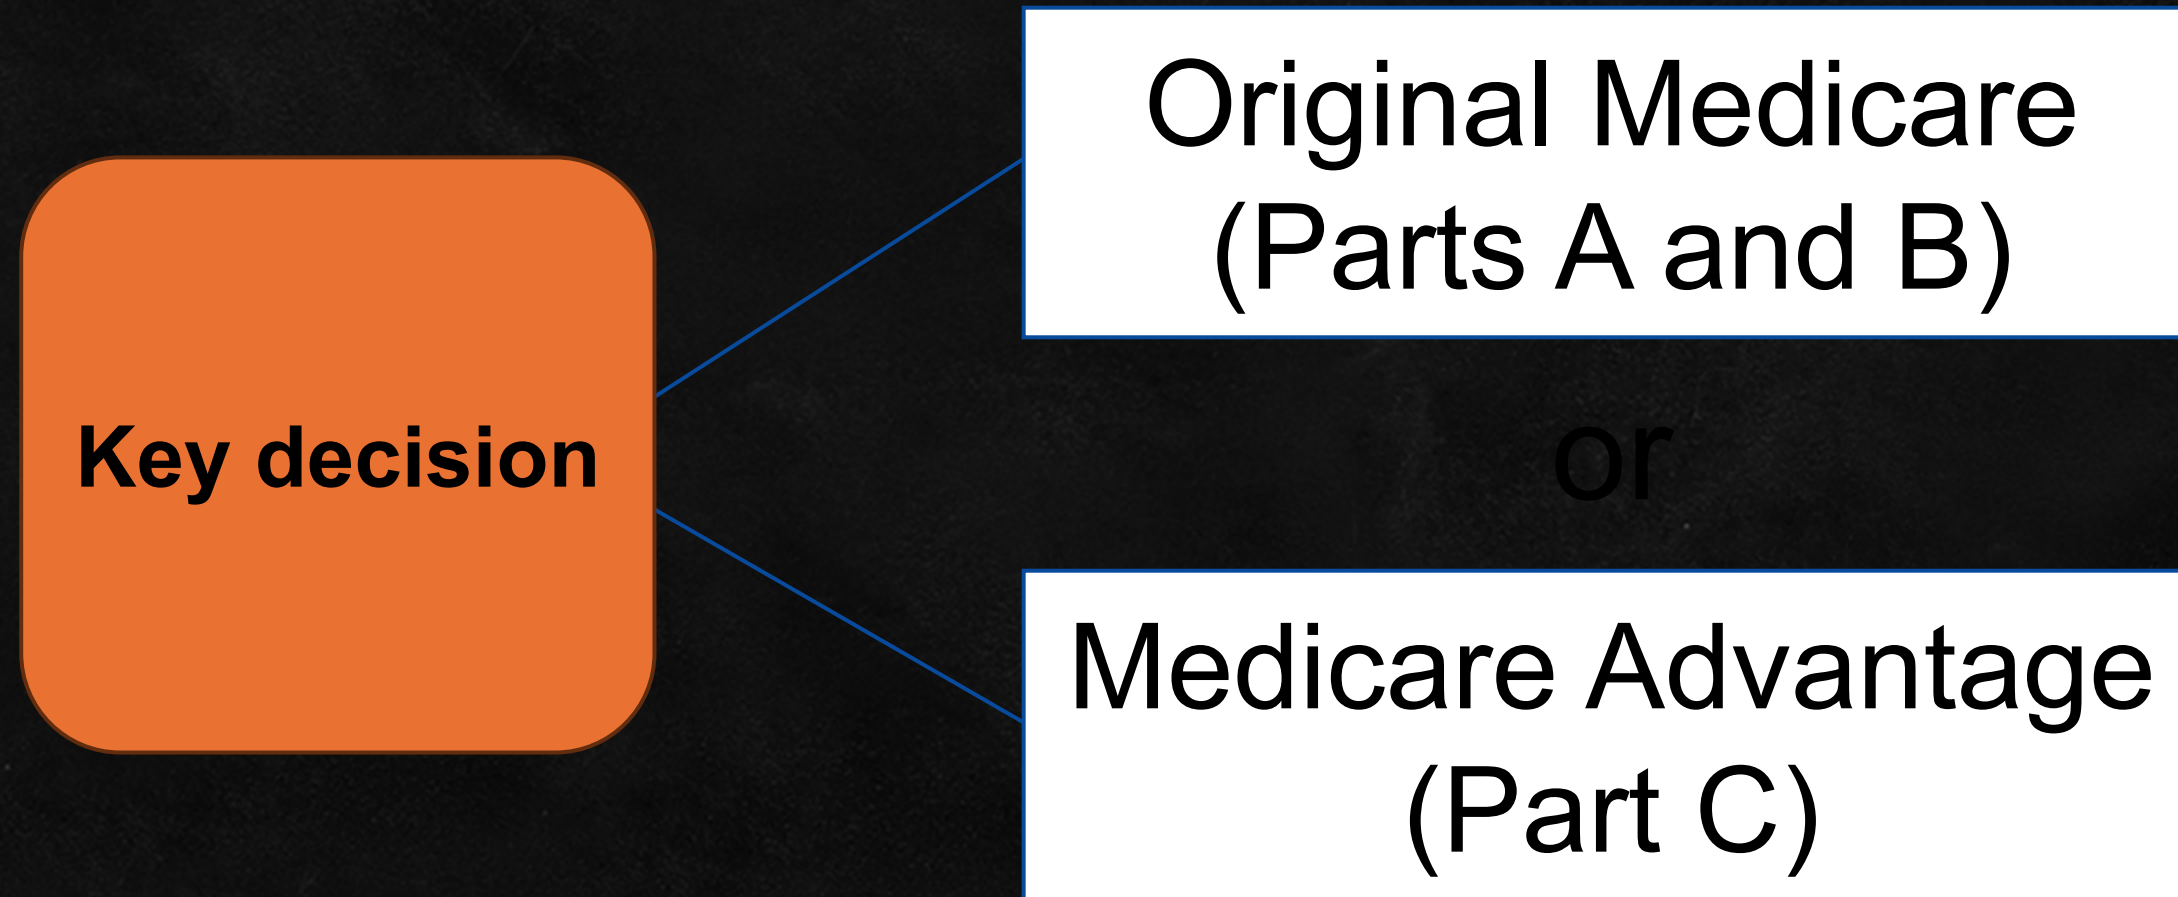 Key decision
Original Medicare
(Parts A and B)
or
Medicare Advantage
(Part C)